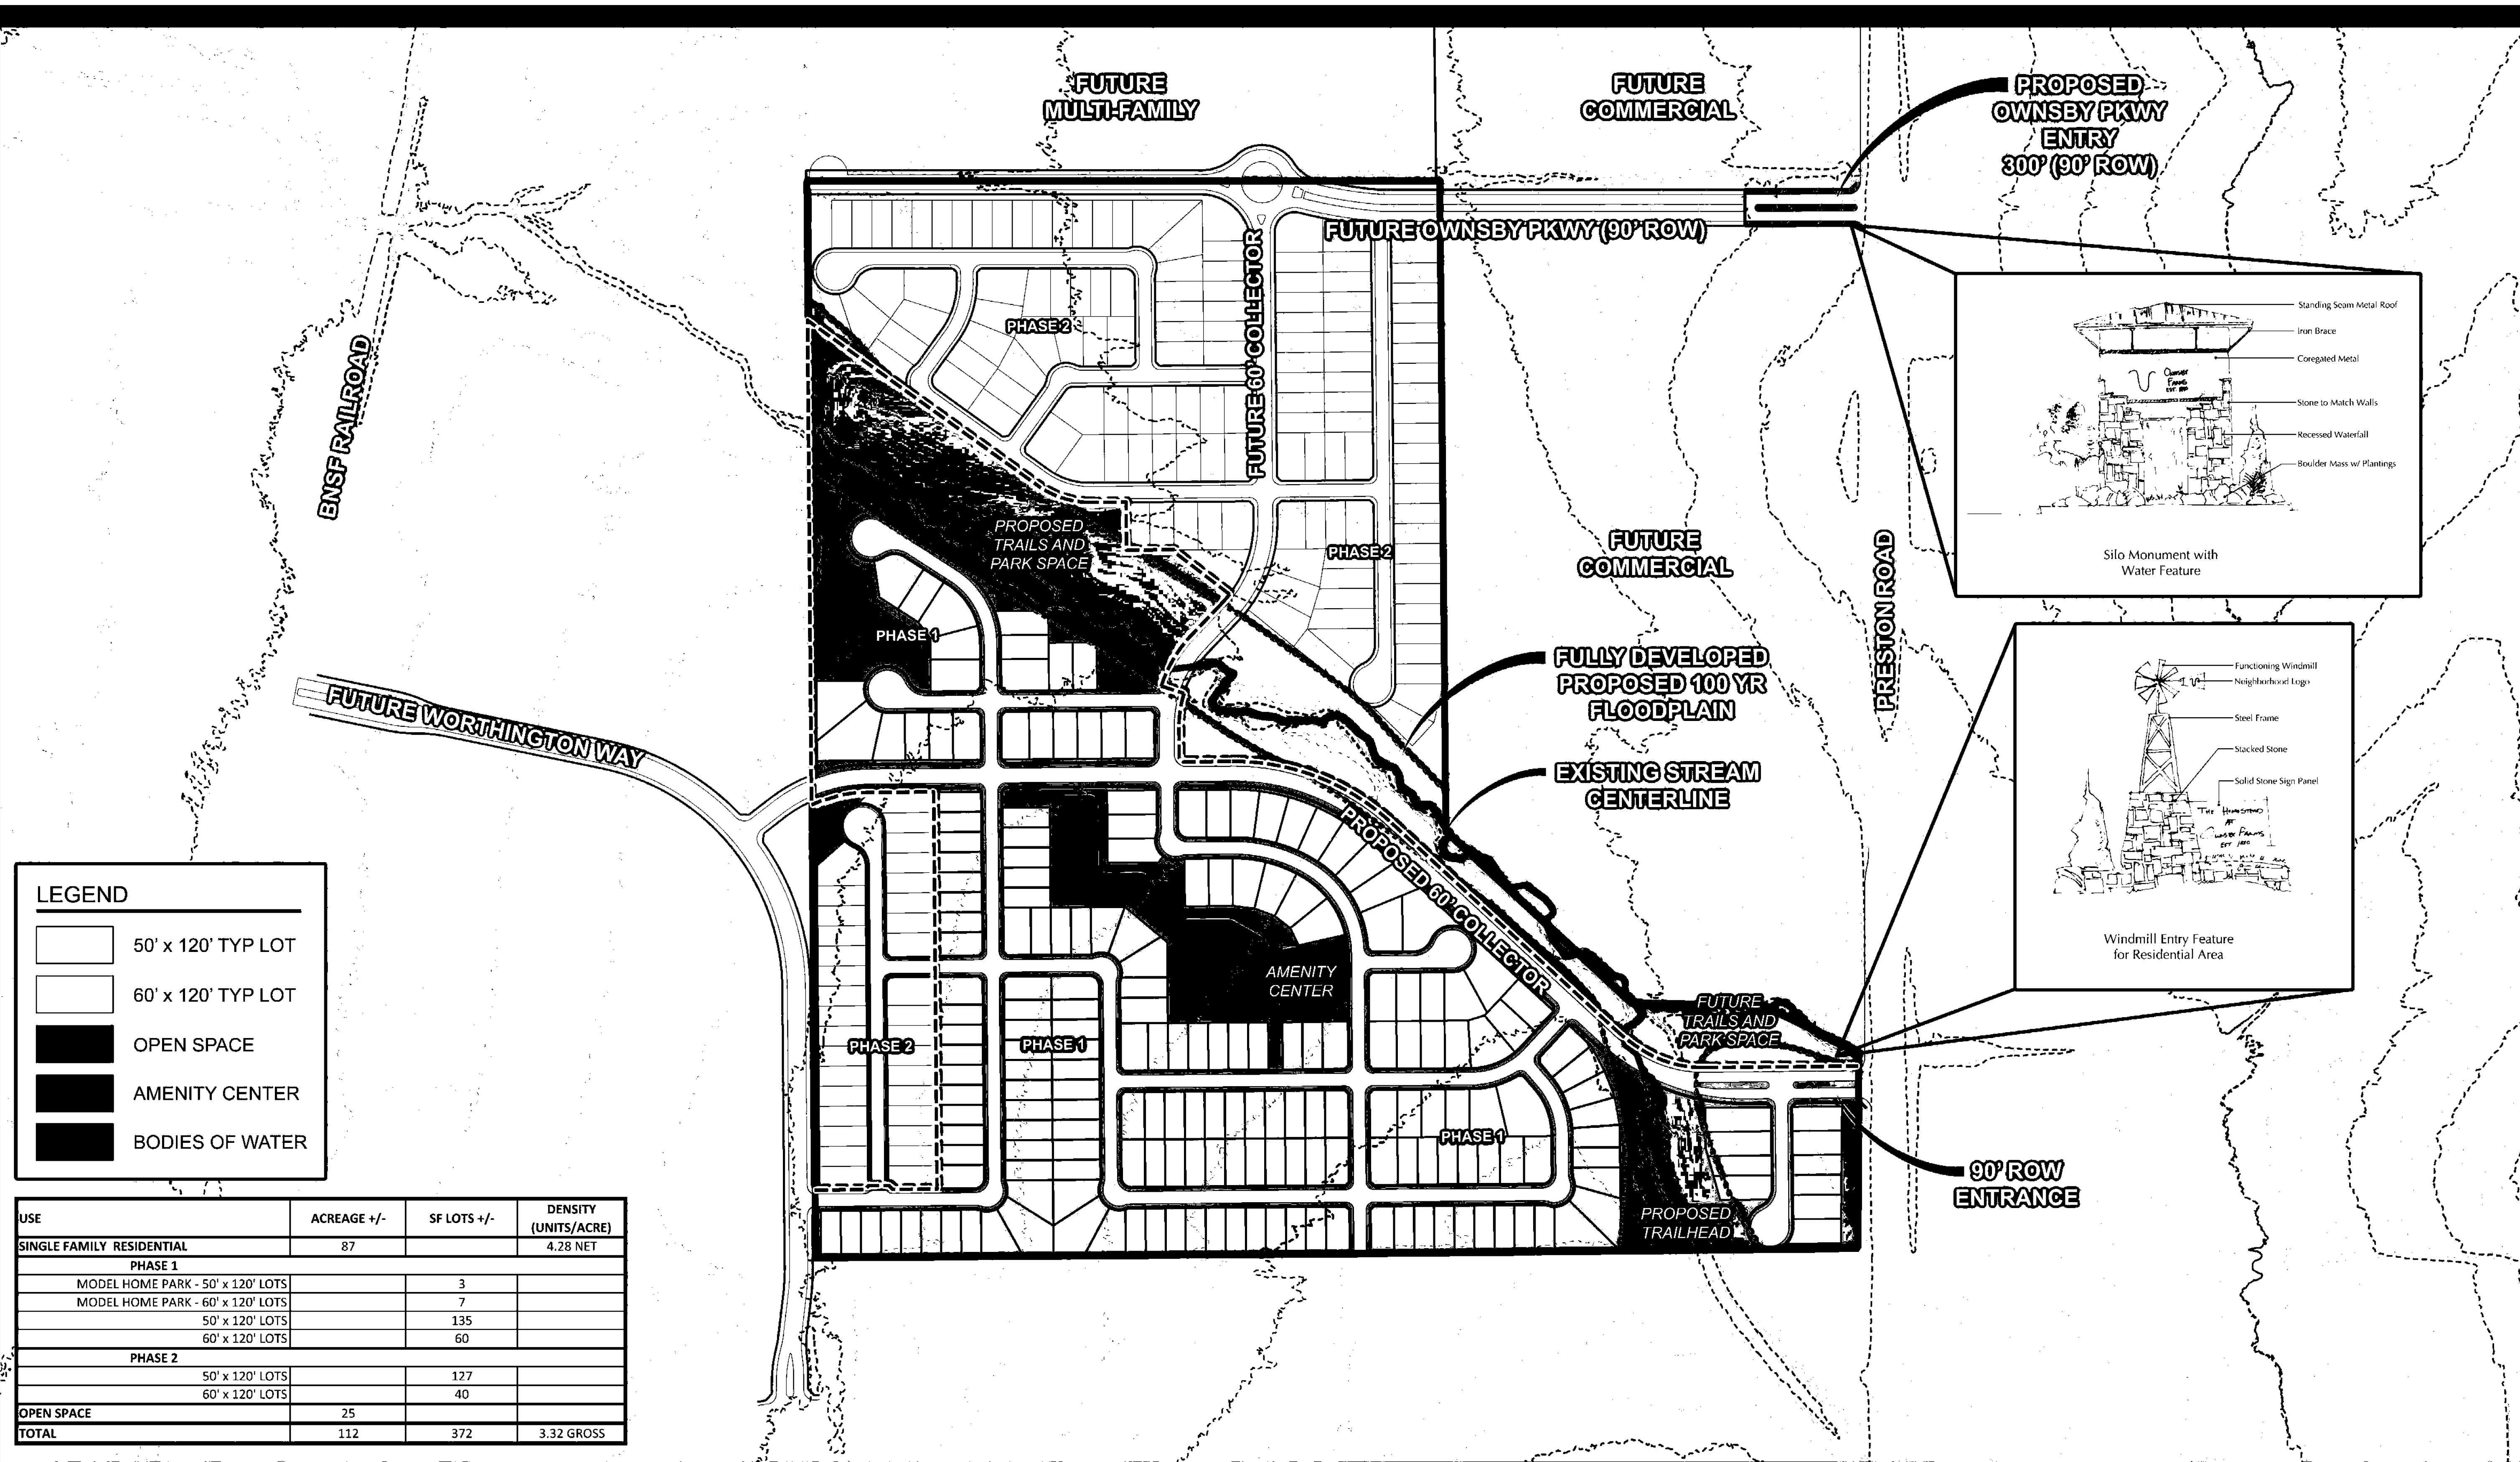 FUTURE
MULTI-FAMILY
FUTURE
COMMERCIAL
PROPOSED
OWNSBY PKWY
ENTRY
300' (90' ROW)
FUTURE OWNSBY PKWY (90' ROW)
FUTURE 60' COLLECTOR
PHASE 2
BNSF RAILROAD
Standing Seam Metal Roof
Iron Brace
Coregated Metal
Stone to Match Walls
Recessed Waterfall
Boulder Mass w/ Plantings
Silo Monument with
Water Feature
PROPOSED
TRAILS AND
PARK SPACE
PHASE 2
FUTURE
COMMERCIAL
PRESTON ROAD
PHASE 1
FULLY DEVELOPED
PROPOSED 100 YR
FLOODPLAIN
EXISTING STREAM
CENTERLINE
FUTURE WORTHINGTON WAY
Functioning Windmill
Neighborhood Logo
Steel Frame
Stacked Stone
Solid Stone Sign Panel
THE HOMESTEAD
AT
OWNSBY FARMS
Windmill Entry Feature
for Residential Area
PROPOSED 60' COLLECTOR
AMENITY
CENTER
FUTURE
TRAILS AND
PARK SPACE
PHASE 2
PHASE 1
PHASE 1
90' ROW
ENTRANCE
PROPOSED
TRAILHEAD
LEGEND
50' x 120' TYP LOT
60' x 120' TYP LOT
OPEN SPACE
AMENITY CENTER
BODIES OF WATER
USE ACREAGE +/- SF LOTS +/- DENSITY
(UNITS/ACRE)
SINGLE FAMILY RESIDENTIAL 87 4.28 NET
PHASE 1
MODEL HOME PARK - 50' x 120' LOTS 3
MODEL HOME PARK - 60' x 120' LOTS 7
50' x 120' LOTS 135
60' x 120' LOTS 60
PHASE 2
50' x 120' LOTS 127
60' x 120' LOTS 40
OPEN SPACE 25
TOTAL 112 372 3.32 GROSS